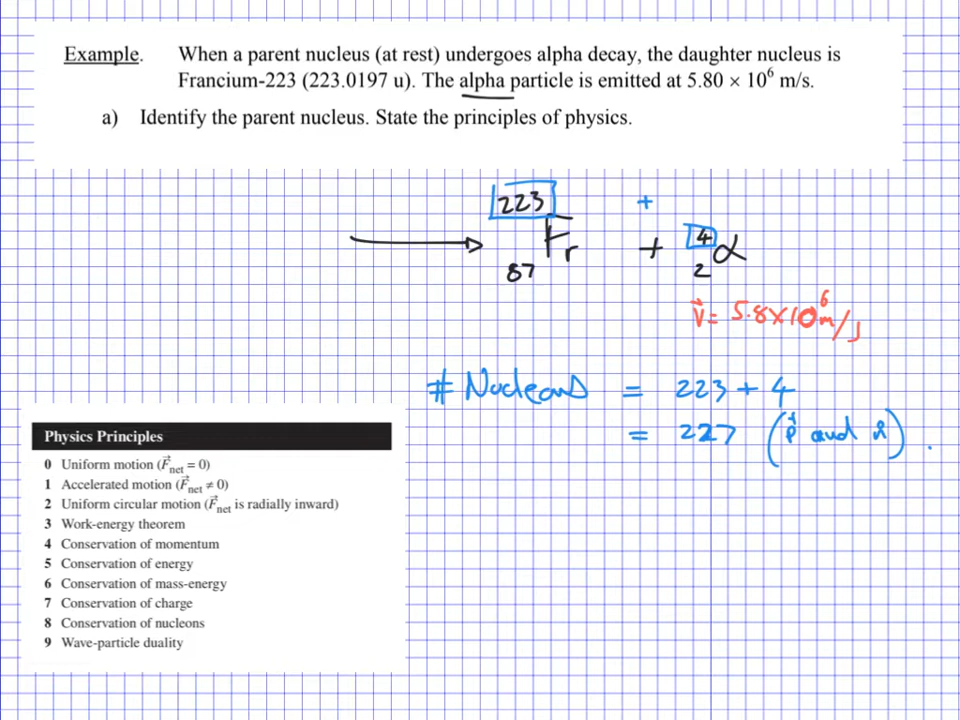 Example. When a parent nucleus (at rest) undergoes alpha decay, the daughter nucleus is
Francium-223 (223.0197 u). The alpha particle is emitted at 5.80 × 10⁶ m/s.
a) Identify the parent nucleus. State the principles of physics.
223 +
Fr + 4 α
87 2
v⃗ = 5.8×10⁶ m/s
# Nucleons = 223 + 4
= 227 (p⁺ and n).
Physics Principles
0 Uniform motion (F⃗net = 0)
1 Accelerated motion (F⃗net ≠ 0)
2 Uniform circular motion (F⃗net is radially inward)
3 Work-energy theorem
4 Conservation of momentum
5 Conservation of energy
6 Conservation of mass-energy
7 Conservation of charge
8 Conservation of nucleons
9 Wave-particle duality